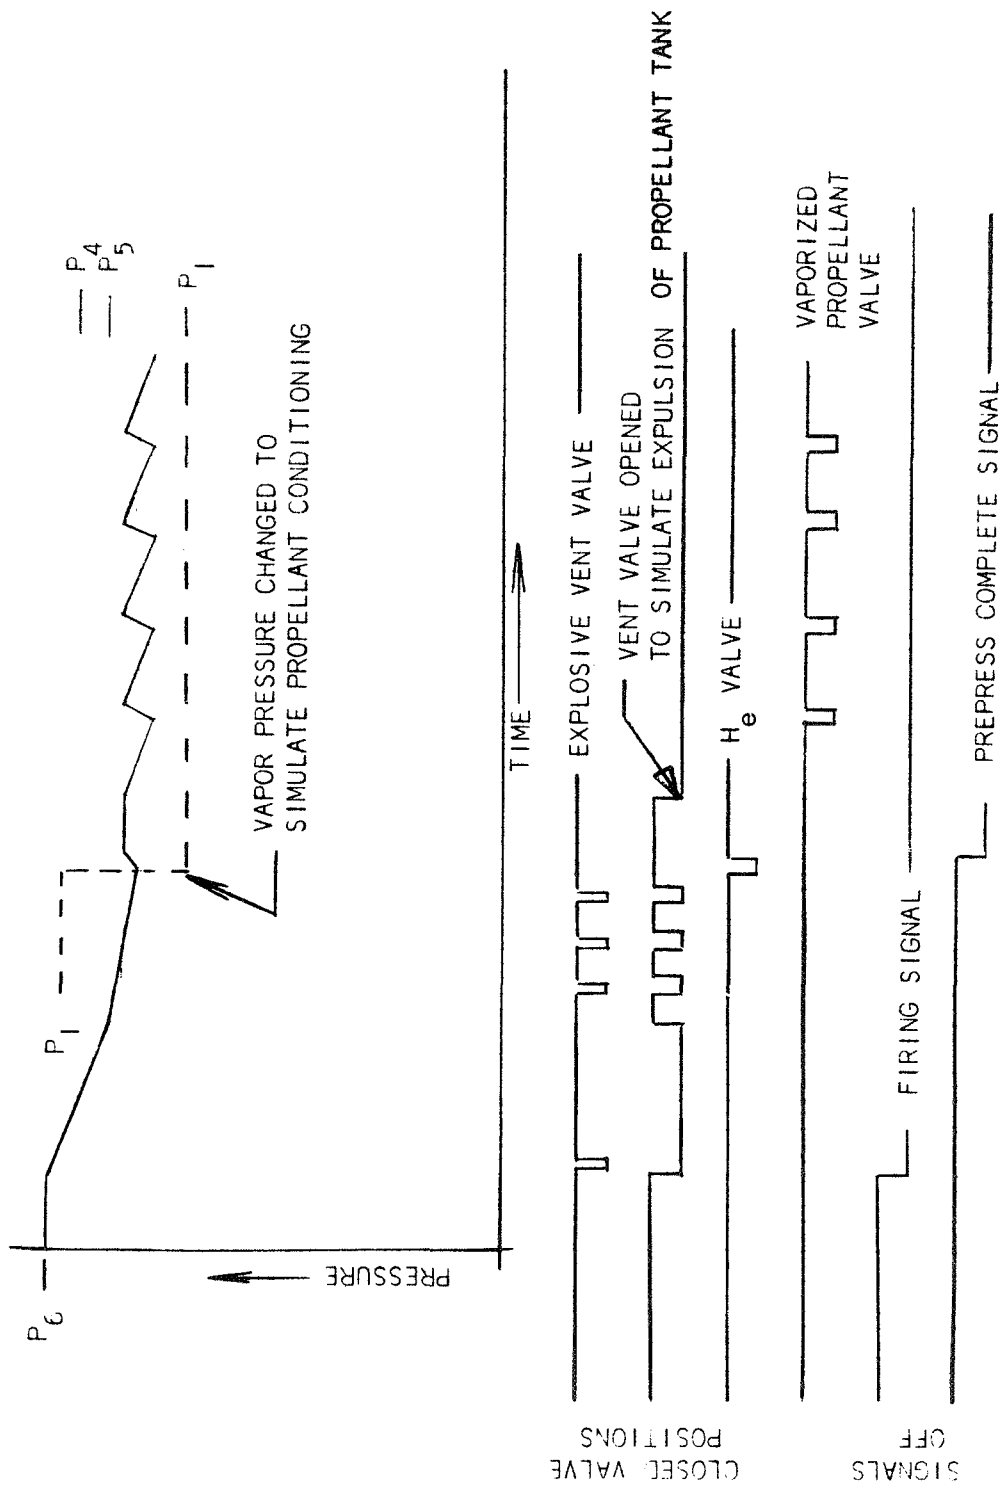 P6
PRESSURE
P1
P4
P5
P1
VAPOR PRESSURE CHANGED TO
SIMULATE PROPELLANT CONDITIONING
TIME
CLOSED VALVE
POSITIONS
EXPLOSIVE VENT VALVE
VENT VALVE OPENED
TO SIMULATE EXPULSION OF PROPELLANT TANK
He VALVE
VAPORIZED
PROPELLANT
VALVE
SIGNALS
OFF
FIRING SIGNAL
PREPRESS COMPLETE SIGNAL